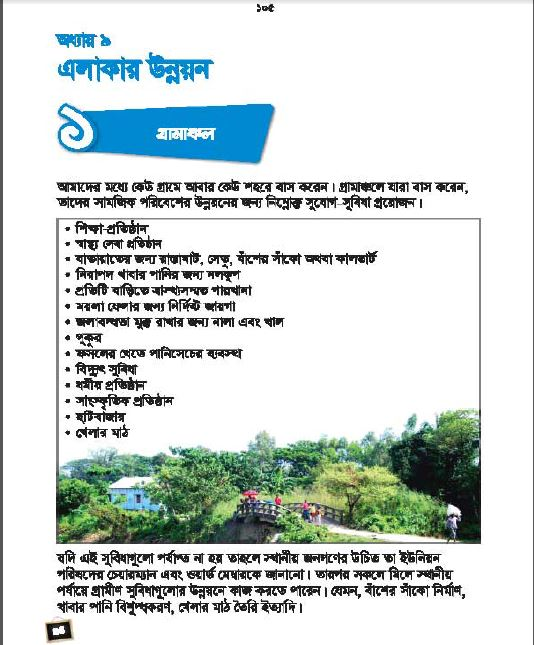 ১০৫
অধ্যায় ৯
এলাকার উন্নয়ন
১
গ্রামাঞ্চল
আমাদের মধ্যে কেউ গ্রামে আবার কেউ শহরে বাস করেন। গ্রামাঞ্চলে যারা বাস করেন,
তাদের সামাজিক পরিবেশের উন্নয়নের জন্য নিম্নোক্ত সুযোগ-সুবিধা প্রয়োজন।
• শিক্ষা-প্রতিষ্ঠান
• স্বাস্থ্য সেবা প্রতিষ্ঠান
• যাতায়াতের জন্য রাস্তাঘাট, সেতু, বাঁশের সাঁকো অথবা কালভার্ট
• নিরাপদ খাবার পানির জন্য নলকূপ
• প্রতিটি বাড়িতে স্বাস্থ্যসম্মত পায়খানা
• ময়লা ফেলার জন্য নির্দিষ্ট জায়গা
• জলাবদ্ধতা মুক্ত রাখার জন্য নালা এবং খাল
• পুকুর
• ফসলের খেতে পানিসেচের ব্যবস্থা
• বিদ্যুৎ সুবিধা
• ধর্মীয় প্রতিষ্ঠান
• সাংস্কৃতিক প্রতিষ্ঠান
• হাটবাজার
• খেলার মাঠ
যদি এই সুবিধাগুলো পর্যাপ্ত না হয় তাহলে স্থানীয় জনগণের উচিত তা ইউনিয়ন
পরিষদের চেয়ারম্যান এবং ওয়ার্ড মেম্বারকে জানানো। তারপর সকলে মিলে স্থানীয়
পর্যায়ে গ্রামীণ সুবিধাগুলোর উন্নয়নে কাজ করতে পারেন। যেমন, বাঁশের সাঁকো নির্মাণ,
খাবার পানি বিশুদ্ধকরণ, খেলার মাঠ তৈরি ইত্যাদি।